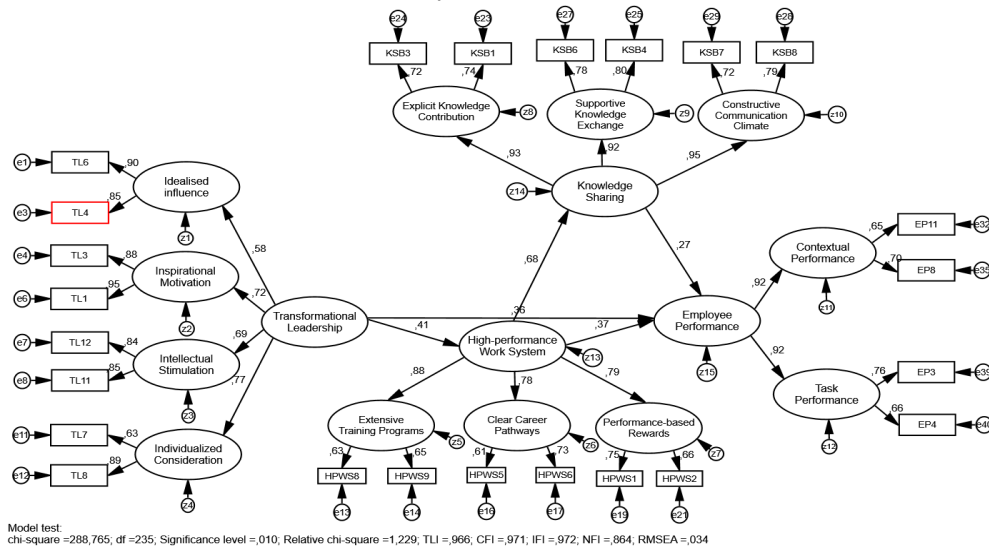 e24
e23
e27
e25
e29
e28
KSB3
KSB1
KSB6
KSB4
KSB7
KSB8
,72
,74
,78
,80
,72
,79
Explicit Knowledge
Contribution
z8
Supportive
Knowledge
Exchange
z9
Constructive
Communication
Climate
z10
,93
,92
,95
e1
TL6
,90
Idealised
influence
z14
Knowledge
Sharing
e3
TL4
,85
z1
e4
TL3
,88
,58
Inspirational
Motivation
e6
TL1
,95
,72
z2
,68
,27
Contextual
Performance
,65
EP11
e32
,70
EP8
e35
z11
,92
Transformational
Leadership
,36
Employee
Performance
e7
TL12
,84
,69
,41
High-performance
Work System
,37
Intellectual
Stimulation
e8
TL11
,85
z13
z15
z3
,77
,92
,88
,78
,79
Task
Performance
,76
EP3
e39
,66
EP4
e40
z12
e11
TL7
,63
Individualized
Consideration
e12
TL8
,89
z4
Extensive
Training Programs
z5
Clear Career
Pathways
z6
Performance-based
Rewards
z7
,63
,65
,61
,73
,75
,66
HPWS8
HPWS9
HPWS5
HPWS6
HPWS1
HPWS2
e13
e14
e16
e17
e19
e21
Model test:
chi-square =288,765; df =235; Significance level =,010; Relative chi-square =1,229; TLI =,966; CFI =,971; IFI =,972; NFI =,864; RMSEA =,034